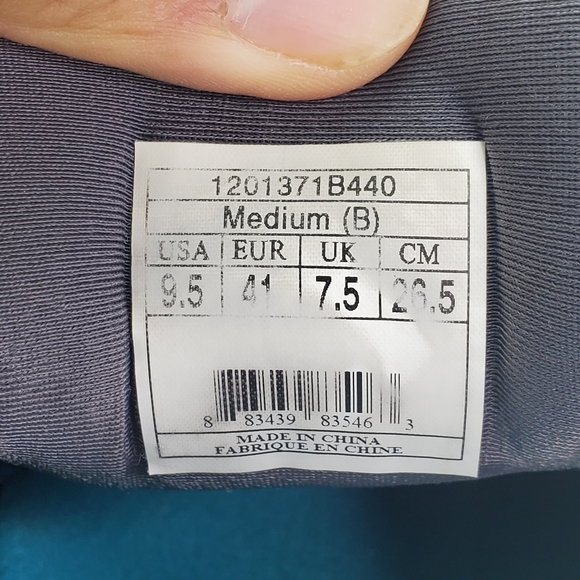 1201371B440
Medium (B)
USA EUR UK CM
9.5 41 7.5 26.5
8 83439 83546 3
MADE IN CHINA
FABRIQUE EN CHINE